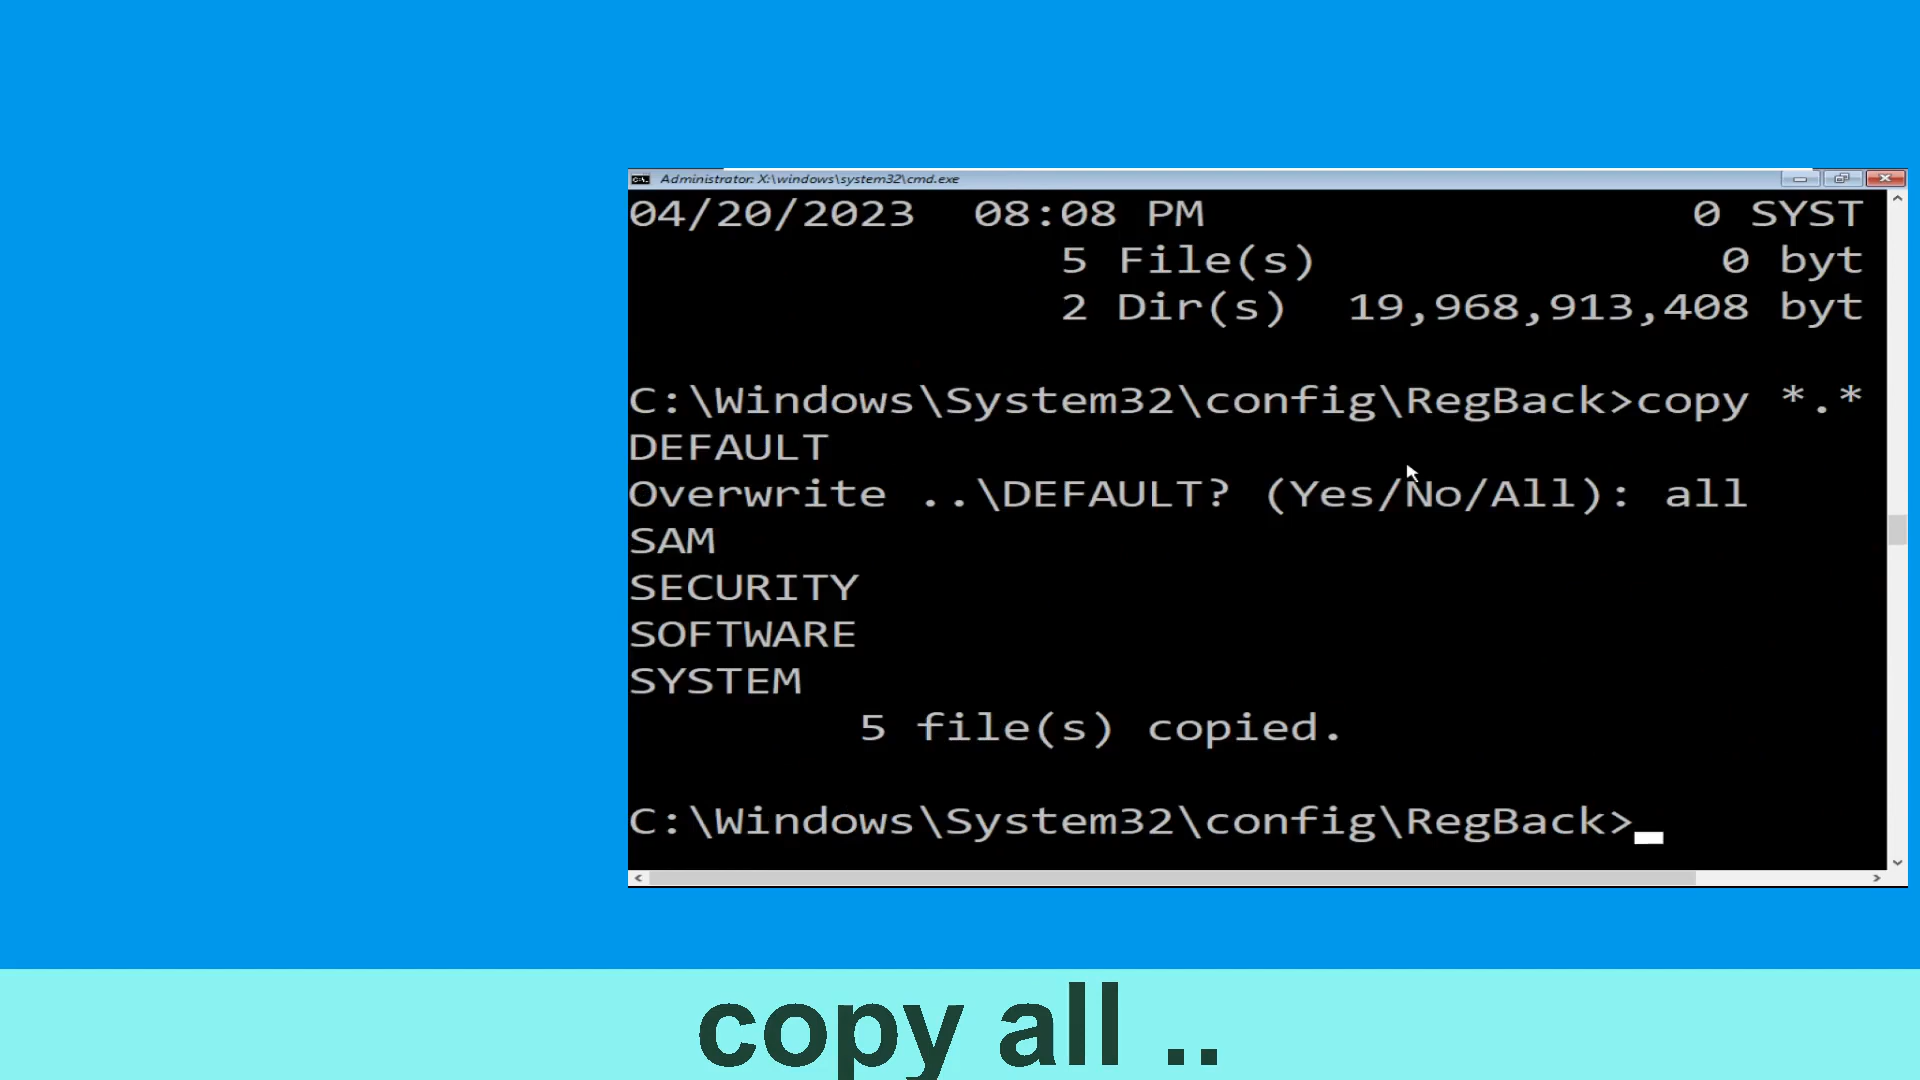 Administrator: X:\windows\system32\cmd.exe
04/20/2023  08:08 PM                 0 SYST
               5 File(s)              0 byt
               2 Dir(s)  19,968,913,408 byt
C:\Windows\System32\config\RegBack>copy *.*
DEFAULT
Overwrite ..\DEFAULT? (Yes/No/All): all
SAM
SECURITY
SOFTWARE
SYSTEM
        5 file(s) copied.
C:\Windows\System32\config\RegBack>
copy all ..